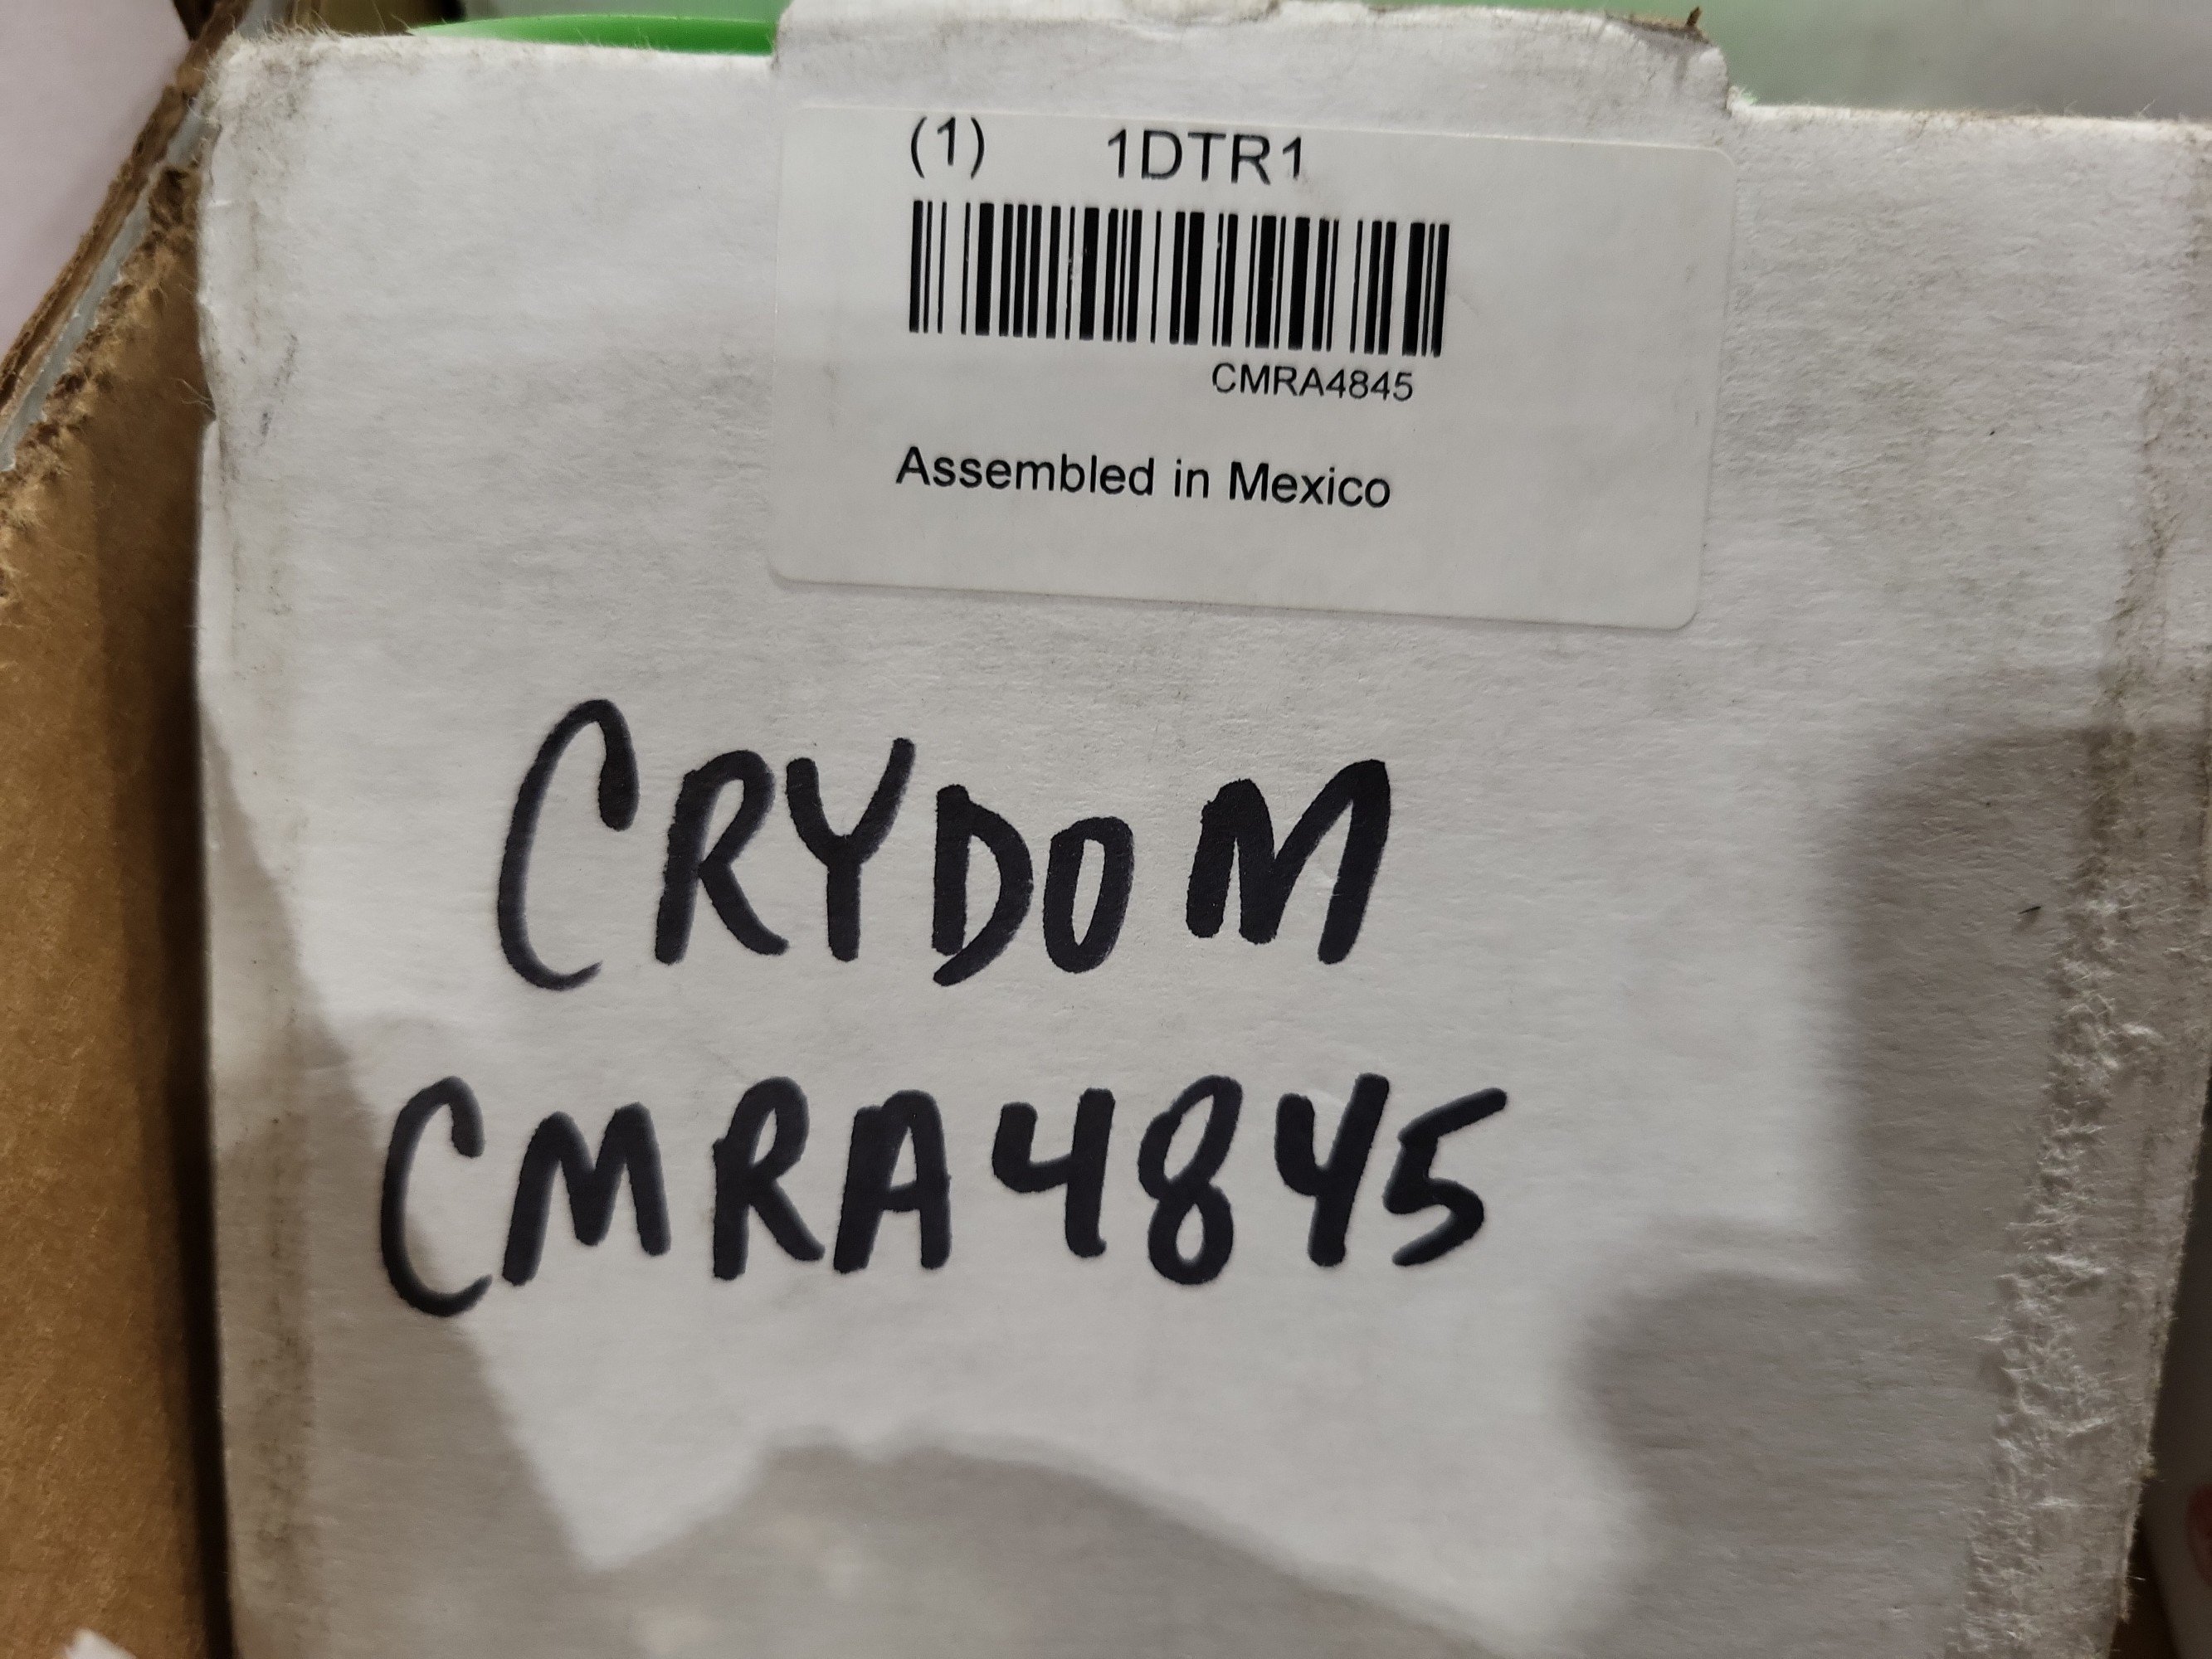 (1) 1DTR1
CMRA4845
Assembled in Mexico
CRYDOM
CMRA4845